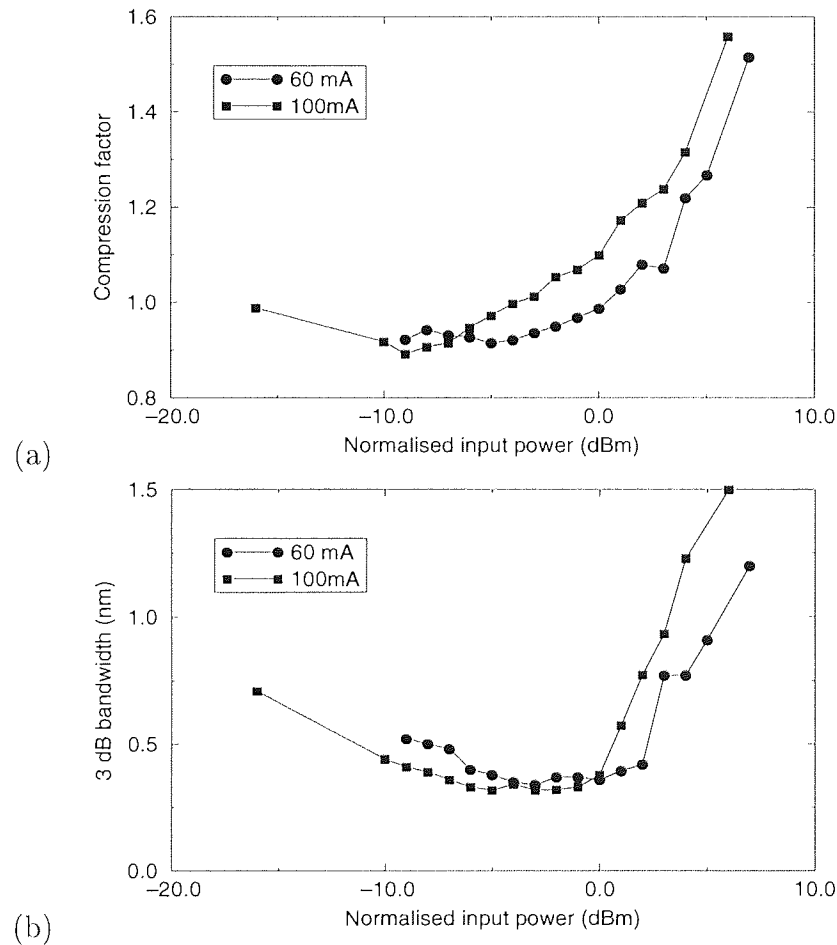 1.6
60 mA
100mA
1.4
Compression factor
1.2
1.0
0.8
−20.0 −10.0 0.0 10.0
Normalised input power (dBm)
(a)
1.5
60 mA
100mA
1.0
3 dB bandwidth (nm)
0.5
0.0
−20.0 −10.0 0.0 10.0
Normalised input power (dBm)
(b)